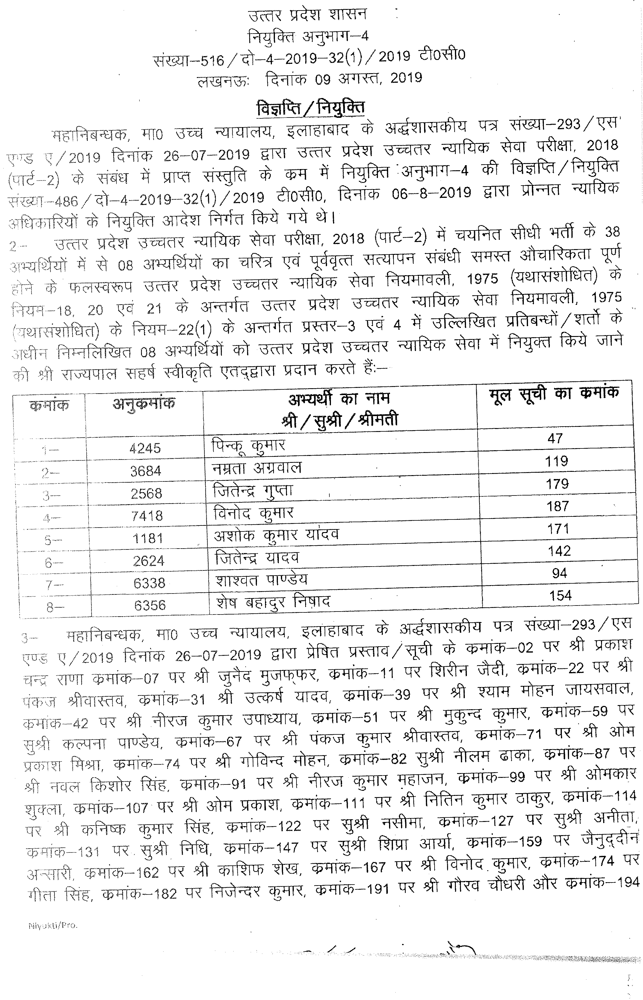 उत्तर प्रदेश शासन
नियुक्ति अनुभाग–4
संख्या–516/दो–4–2019–32(1)/2019 टी0सी0
लखनऊः दिनांक 09 अगस्त, 2019
विज्ञप्ति/नियुक्ति
महानिबन्धक, मा0 उच्च न्यायालय, इलाहाबाद के अर्द्धशासकीय पत्र संख्या–293/एस
एण्ड ए/2019 दिनांक 26–07–2019 द्वारा उत्तर प्रदेश उच्चतर न्यायिक सेवा परीक्षा, 2018
(पार्ट–2) के संबंध में प्राप्त संस्तुति के क्रम में नियुक्ति अनुभाग–4 की विज्ञप्ति/नियुक्ति
संख्या–486/दो–4–2019–32(1)/2019 टी0सी0, दिनांक 06–8–2019 द्वारा प्रोन्नत न्यायिक
अधिकारियों के नियुक्ति आदेश निर्गत किये गये थे।
2– उत्तर प्रदेश उच्चतर न्यायिक सेवा परीक्षा, 2018 (पार्ट–2) में चयनित सीधी भर्ती के 38
अभ्यर्थियों में से 08 अभ्यर्थियों का चरित्र एवं पूर्ववृत्त सत्यापन संबंधी समस्त औचारिकता पूर्ण
होने के फलस्वरूप उत्तर प्रदेश उच्चतर न्यायिक सेवा नियमावली, 1975 (यथासंशोधित) के
नियम–18, 20 एवं 21 के अन्तर्गत उत्तर प्रदेश उच्चतर न्यायिक सेवा नियमावली, 1975
(यथासंशोधित) के नियम–22(1) के अन्तर्गत प्रस्तर–3 एवं 4 में उल्लिखित प्रतिबन्धों/शर्तो के
अधीन निम्नलिखित 08 अभ्यर्थियों को उत्तर प्रदेश उच्चतर न्यायिक सेवा में नियुक्त किये जाने
की श्री राज्यपाल सहर्ष स्वीकृति एतद्द्वारा प्रदान करते हैंः–
क्रमांक अनुक्रमांक अभ्यर्थी का नाम मूल सूची का क्रमांक
श्री/सुश्री/श्रीमती
1– 4245 पिन्कू कुमार 47
2– 3684 नम्रता अग्रवाल 119
3– 2568 जितेन्द्र गुप्ता 179
4– 7418 विनोद कुमार 187
5– 1181 अशोक कुमार यादव 171
6– 2624 जितेन्द्र यादव 142
7– 6338 शाश्वत पाण्डेय 94
8– 6356 शेष बहादुर निषाद 154
3– महानिबन्धक, मा0 उच्च न्यायालय, इलाहाबाद के अर्द्धशासकीय पत्र संख्या–293/एस
एण्ड ए/2019 दिनांक 26–07–2019 द्वारा प्रेषित प्रस्ताव/सूची के क्रमांक–02 पर श्री प्रकाश
चन्द्र राणा क्रमांक–07 पर श्री जुनैद मुजफ्फर, क्रमांक–11 पर शिरीन जैदी, क्रमांक–22 पर श्री
पंकज श्रीवास्तव, क्रमांक–31 श्री उत्कर्ष यादव, क्रमांक–39 पर श्री श्याम मोहन जायसवाल,
क्रमांक–42 पर श्री नीरज कुमार उपाध्याय, क्रमांक–51 पर श्री मुकुन्द कुमार, क्रमांक–59 पर
सुश्री कल्पना पाण्डेय, क्रमांक–67 पर श्री पंकज कुमार श्रीवास्तव, क्रमांक–71 पर श्री ओम
प्रकाश मिश्रा, क्रमांक–74 पर श्री गोविन्द मोहन, क्रमांक–82 सुश्री नीलम ढाका, क्रमांक–87 पर
श्री नवल किशोर सिंह, क्रमांक–91 पर श्री नीरज कुमार महाजन, क्रमांक–99 पर श्री ओमकार
शुक्ला, क्रमांक–107 पर श्री ओम प्रकाश, क्रमांक–111 पर श्री नितिन कुमार ठाकुर, क्रमांक–114
पर श्री कनिष्क कुमार सिंह, क्रमांक–122 पर सुश्री नसीमा, क्रमांक–127 पर सुश्री अनीता,
क्रमांक–131 पर सुश्री निधि, क्रमांक–147 पर सुश्री शिप्रा आर्या, क्रमांक–159 पर जैनुद्दीन
अन्सारी, क्रमांक–162 पर श्री काशिफ शेख, क्रमांक–167 पर श्री विनोद कुमार, क्रमांक–174 पर
गीता सिंह, क्रमांक–182 पर निजेन्दर कुमार, क्रमांक–191 पर श्री गौरव चौधरी और क्रमांक–194
Niyukti/Pro.